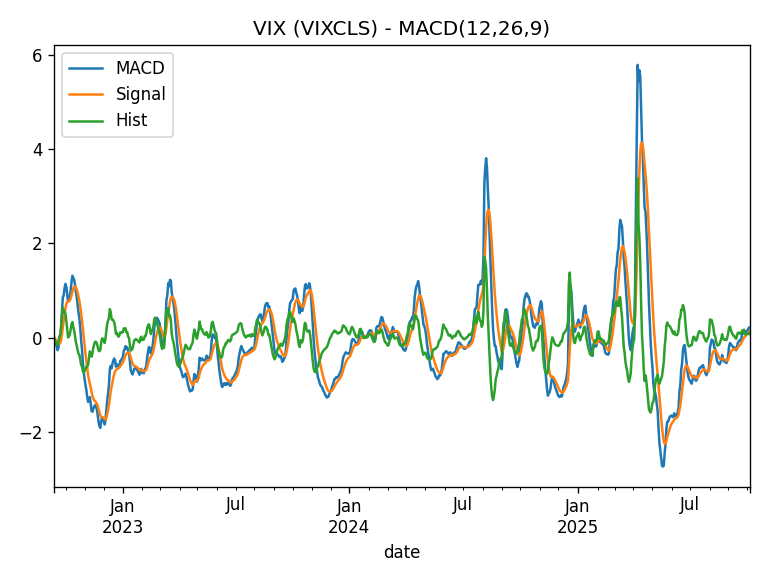 VIX (VIXCLS) - MACD(12,26,9)
MACD
Signal
Hist
6
4
2
0
−2
Jan
2023
Jul
Jan
2024
Jul
Jan
2025
Jul
date